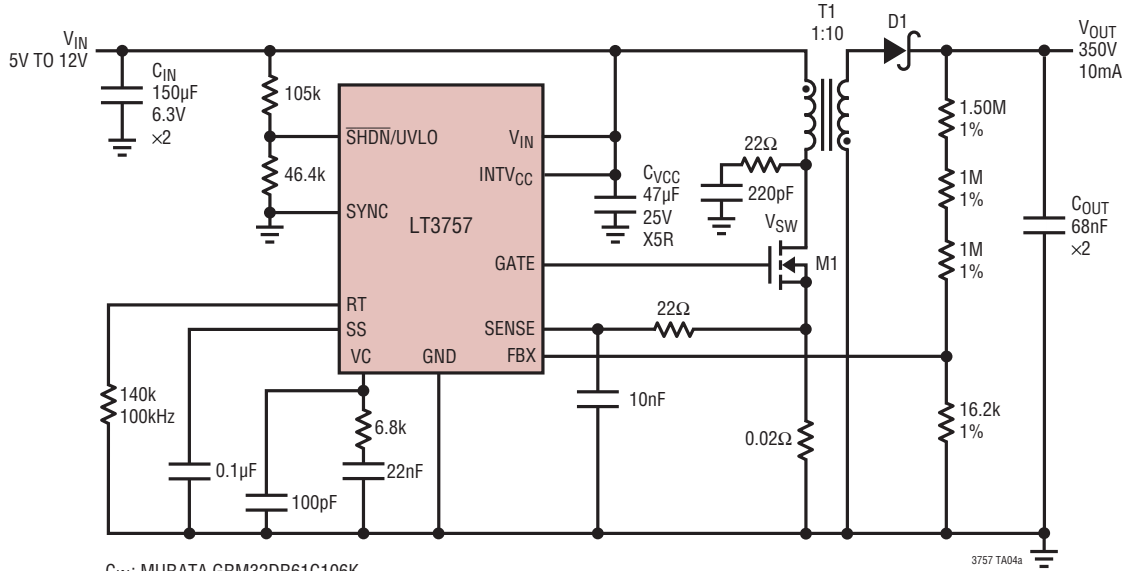 T1
1:10
D1
VIN
5V TO 12V
VOUT
350V
10mA
CIN
150µF
6.3V
×2
105k
46.4k
SHDN/UVLO
SYNC
LT3757
VIN
INTVCC
GATE
RT
SS
VC
GND
SENSE
FBX
CVCC
47µF
25V
X5R
22Ω
220pF
VSW
M1
22Ω
1.50M
1%
1M
1%
1M
1%
COUT
68nF
×2
140k
100kHz
0.1µF
100pF
6.8k
22nF
10nF
0.02Ω
16.2k
1%
3757 TA04a